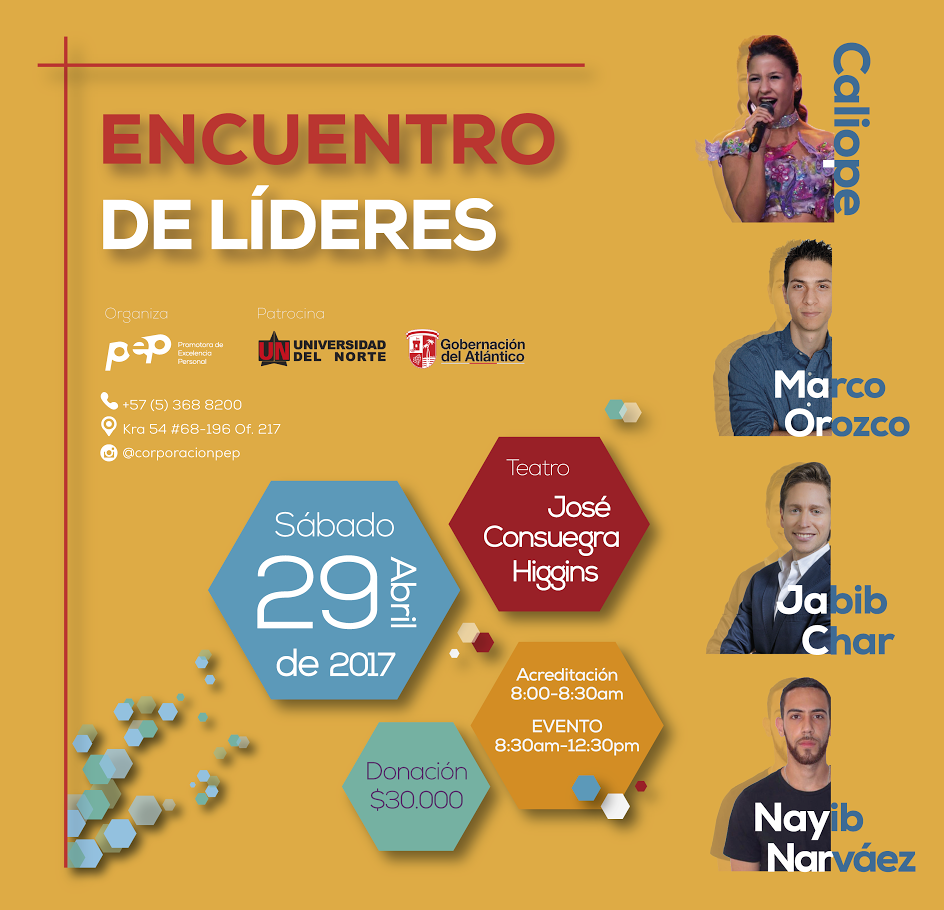 ENCUENTRO
DE LÍDERES
Organiza
Patrocina
pep
Promotora de
Excelencia
Personal
UN
UNIVERSIDAD
DEL NORTE
Gobernación
del Atlántico
+57 (5) 368 8200
Kra 54 #68-196 Of. 217
@corporacionpep
Sábado
29
Abril
de 2017
Teatro
José
Consuegra
Higgins
Acreditación
8:00-8:30am
EVENTO
8:30am-12:30pm
Donación
$30.000
Caliope
Marco
Orozco
Jabib
Char
Nayib
Narváez